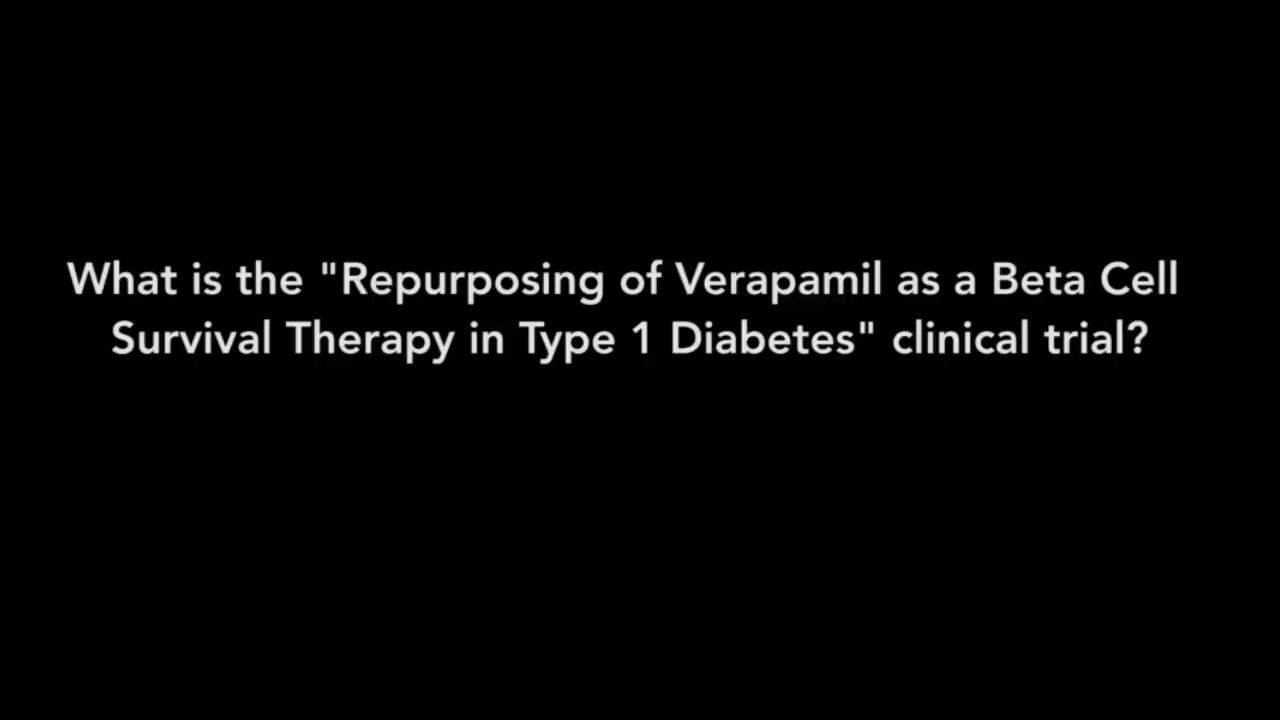 What is the "Repurposing of Verapamil as a Beta Cell
Survival Therapy in Type 1 Diabetes" clinical trial?